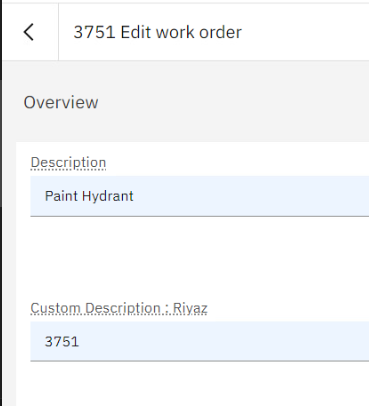 3751 Edit work order
Overview
Description
Paint Hydrant
Custom Description : Riyaz
3751